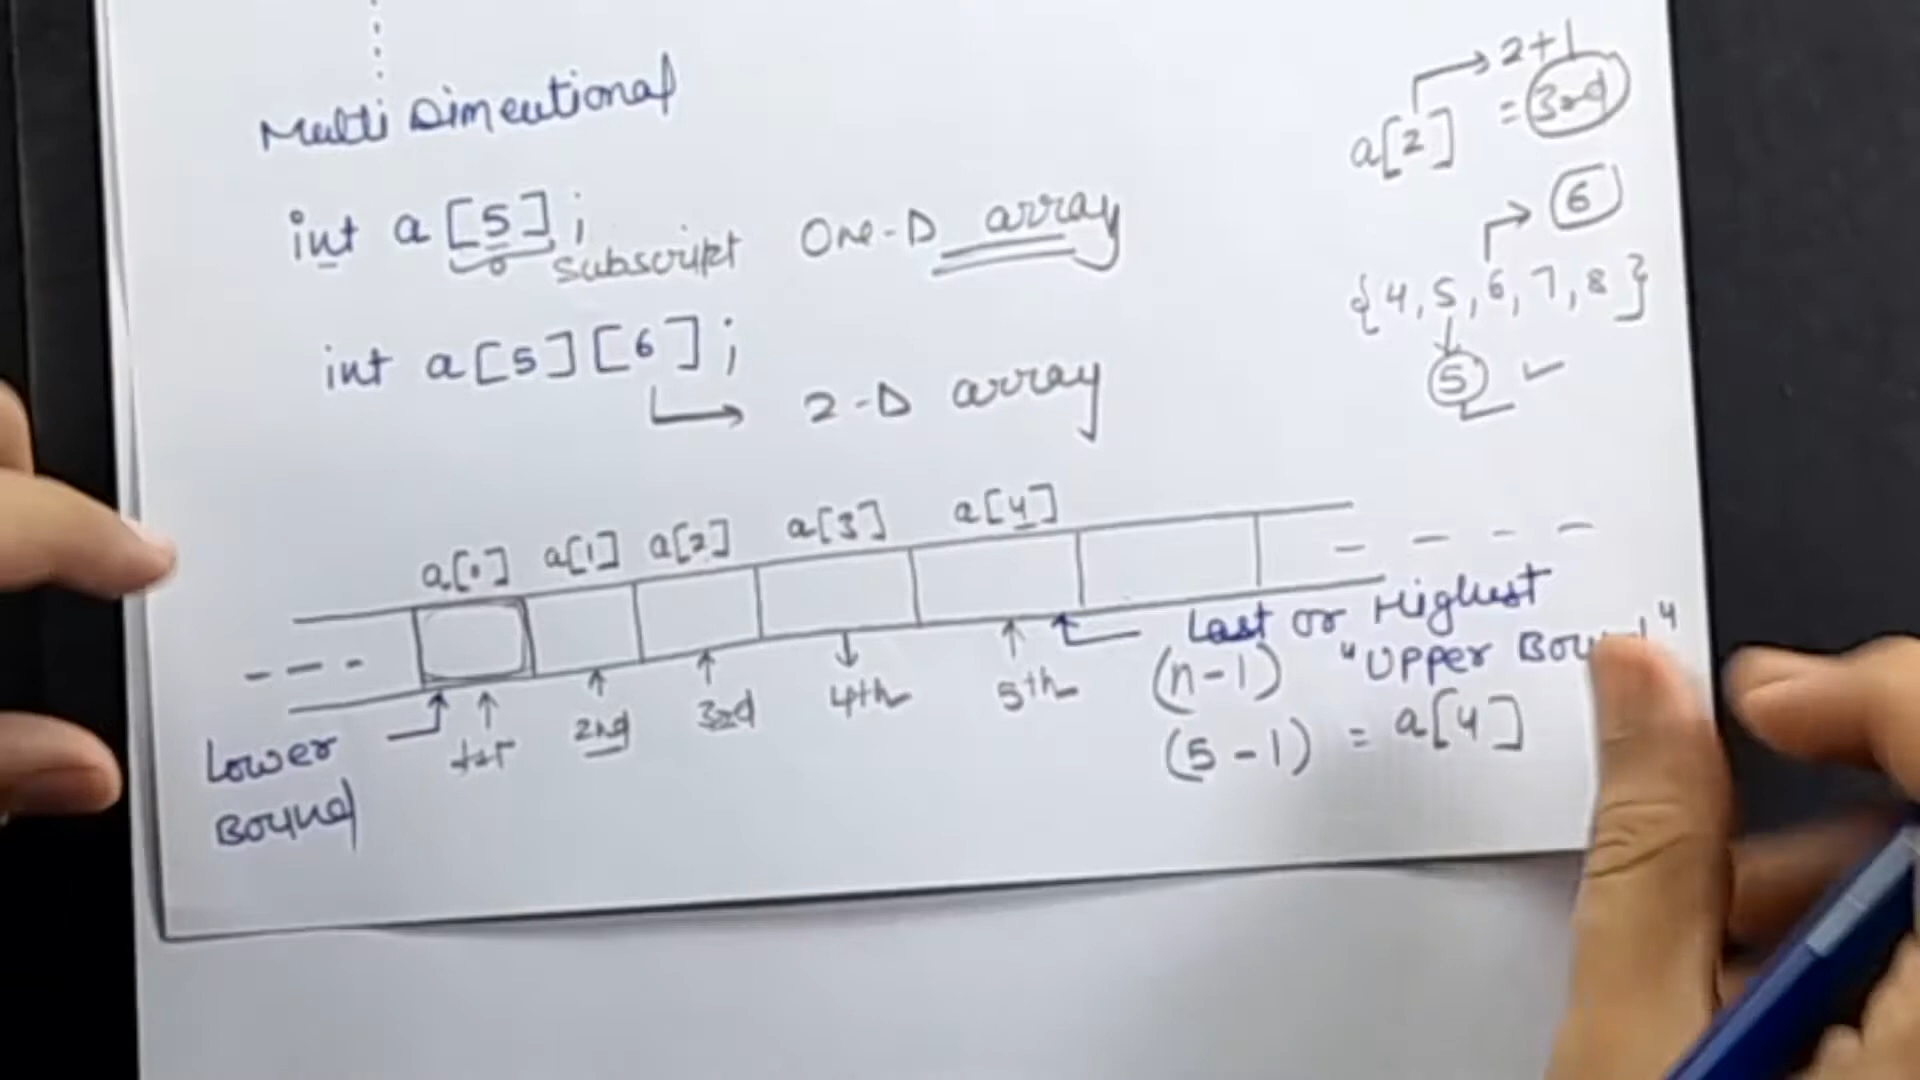 Multi Dimentional
int a [5];
subscript
One-D array
int a[5][6];
2-D array
2+1
a[2] = 3rd
6
{4, 5, 6, 7, 8}
5
a[0] a[1] a[2] a[3] a[4]
Last or Highest
"Upper
Lower
Bound
1st 2nd 3rd 4th 5th
(n-1)
(5-1) = a[4]